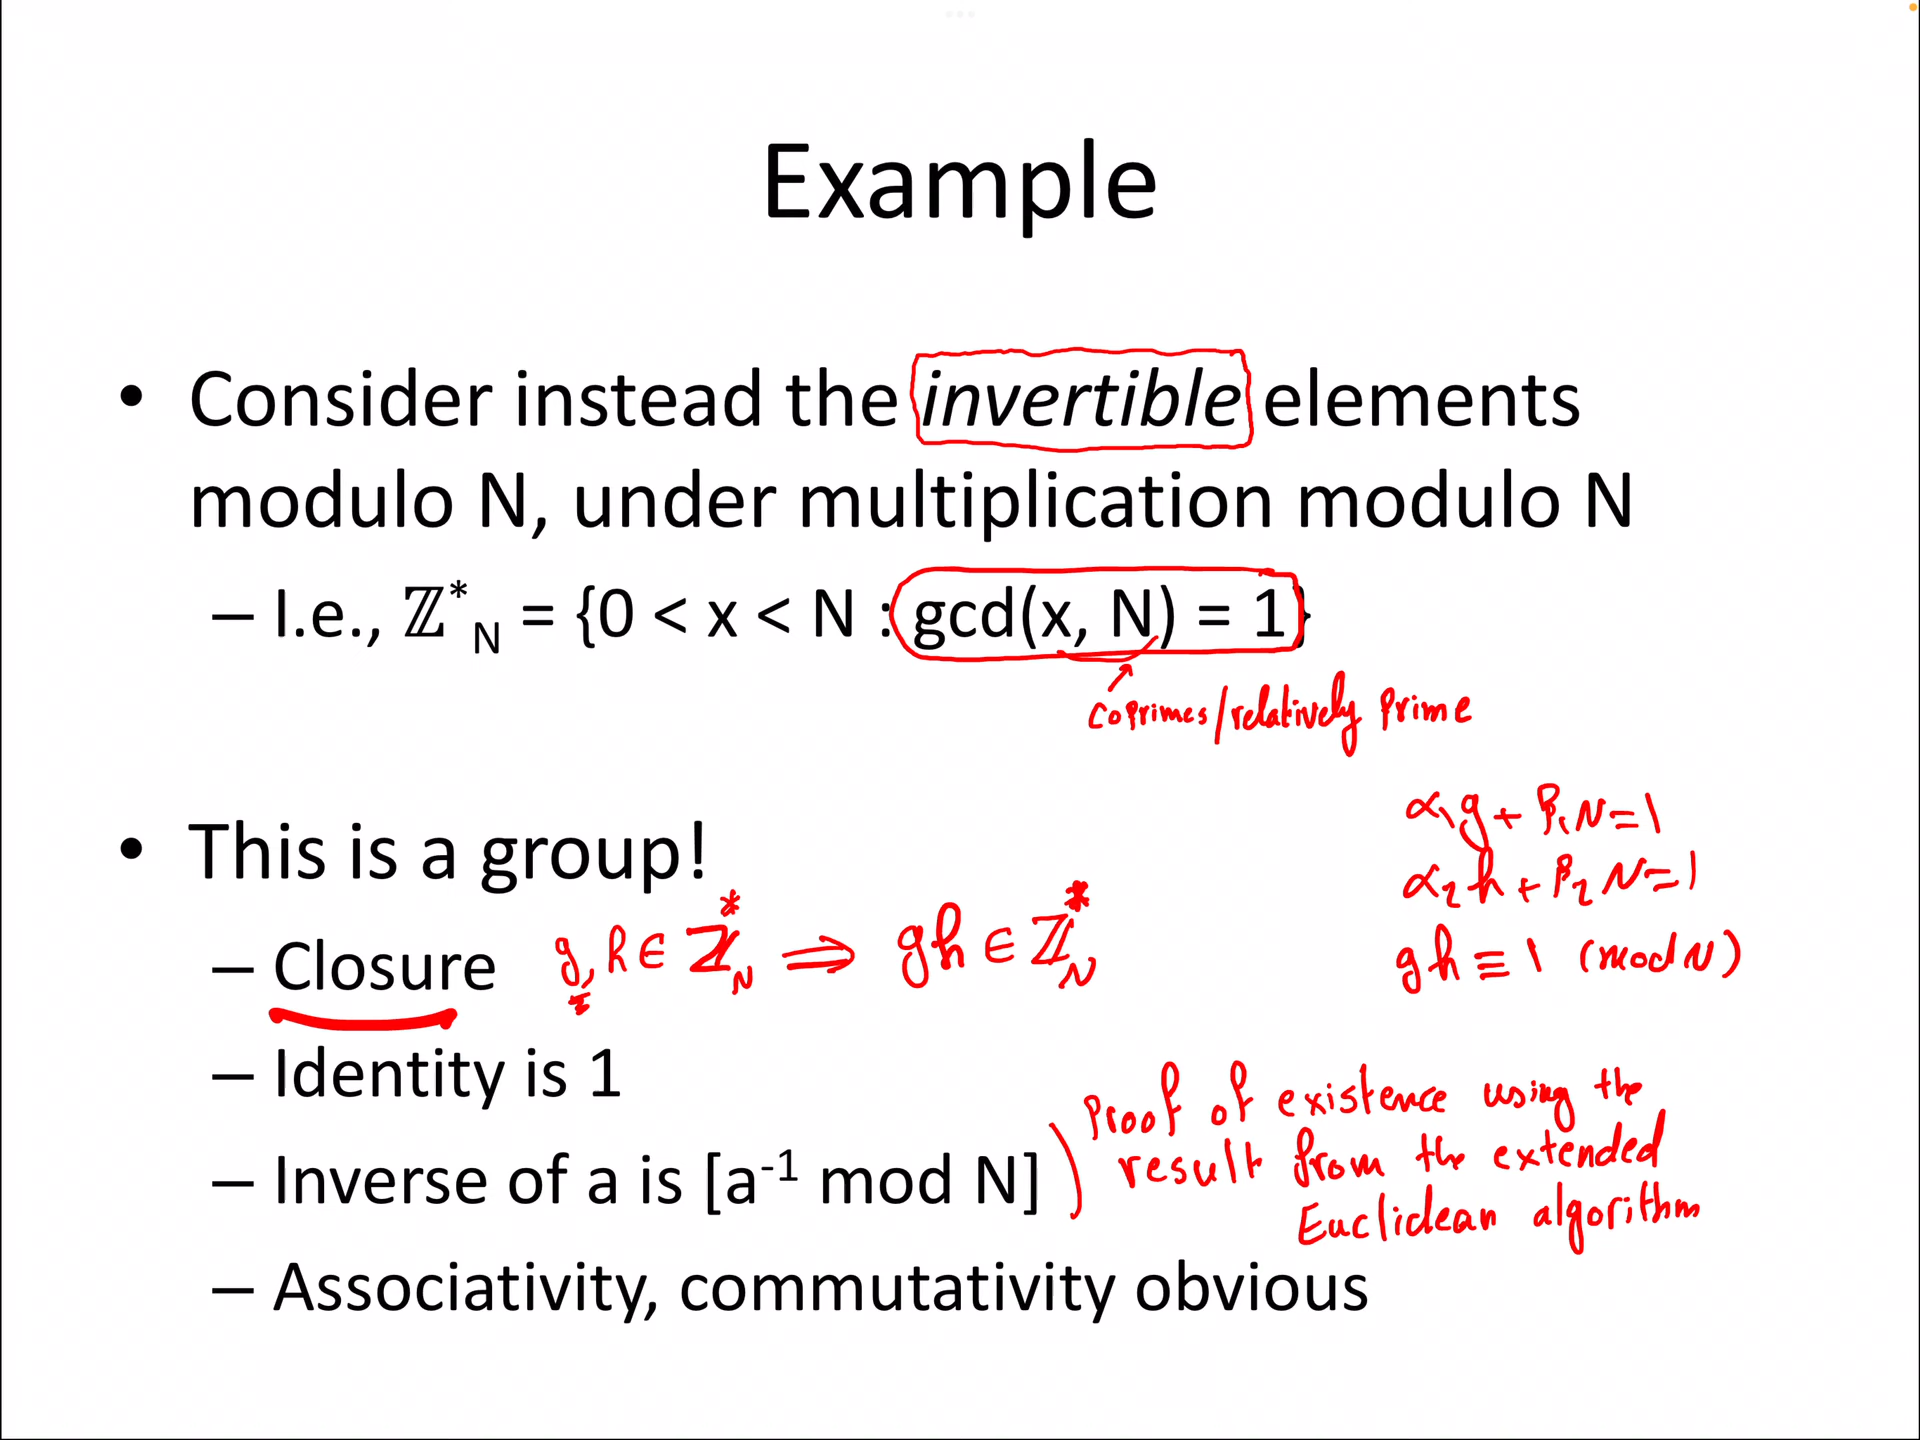 Example
• Consider instead the invertible elements
modulo N, under multiplication modulo N
– I.e., ℤ*N = {0 < x < N : gcd(x, N) = 1}
coprimes/relatively prime
• This is a group!
α₁g + β₁N = 1
α₂h + β₂N = 1
gh ≡ 1 (mod N)
– Closure g, h ∈ ℤ*N ⟹ gh ∈ ℤ*N
– Identity is 1
– Inverse of a is [a⁻¹ mod N]
Proof of existence using the
result from the extended
Euclidean algorithm
– Associativity, commutativity obvious